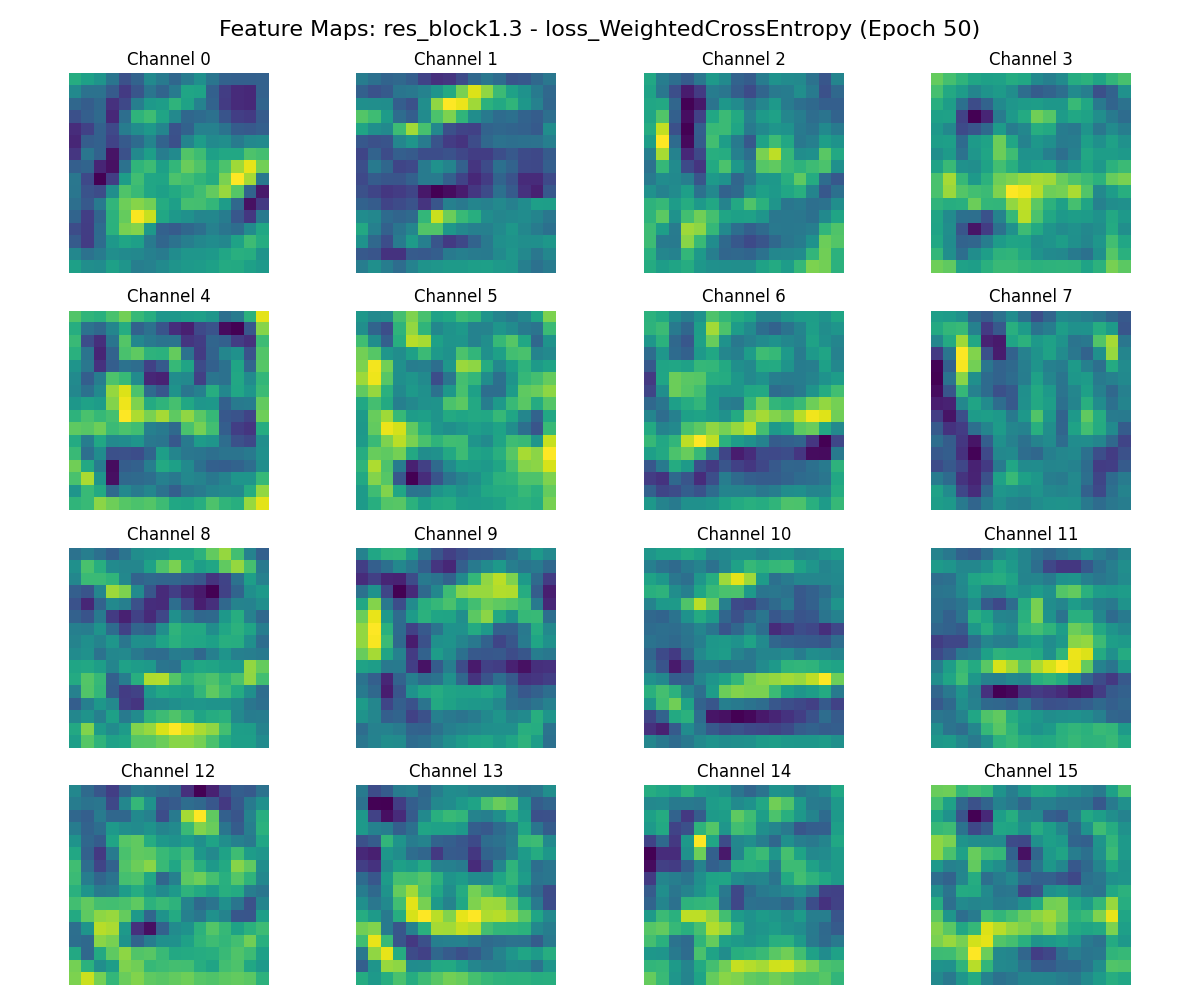 Feature Maps: res_block1.3 - loss_WeightedCrossEntropy (Epoch 50)
Channel 0
Channel 1
Channel 2
Channel 3
Channel 4
Channel 5
Channel 6
Channel 7
Channel 8
Channel 9
Channel 10
Channel 11
Channel 12
Channel 13
Channel 14
Channel 15